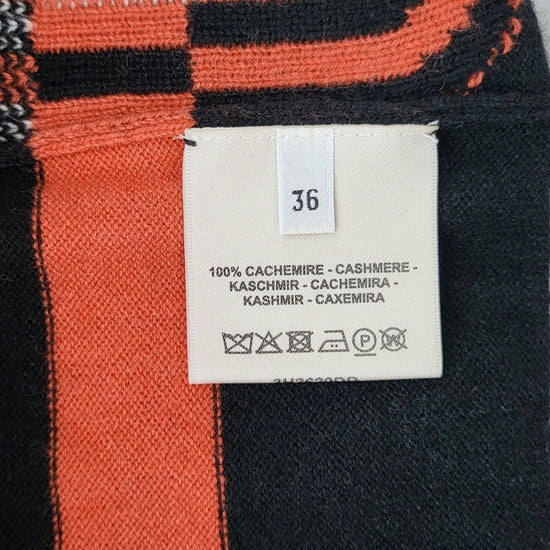 36
100% CACHEMIRE - CASHMERE -
KASCHMIR - CACHEMIRA -
KASHMIR - CAXEMIRA
P W